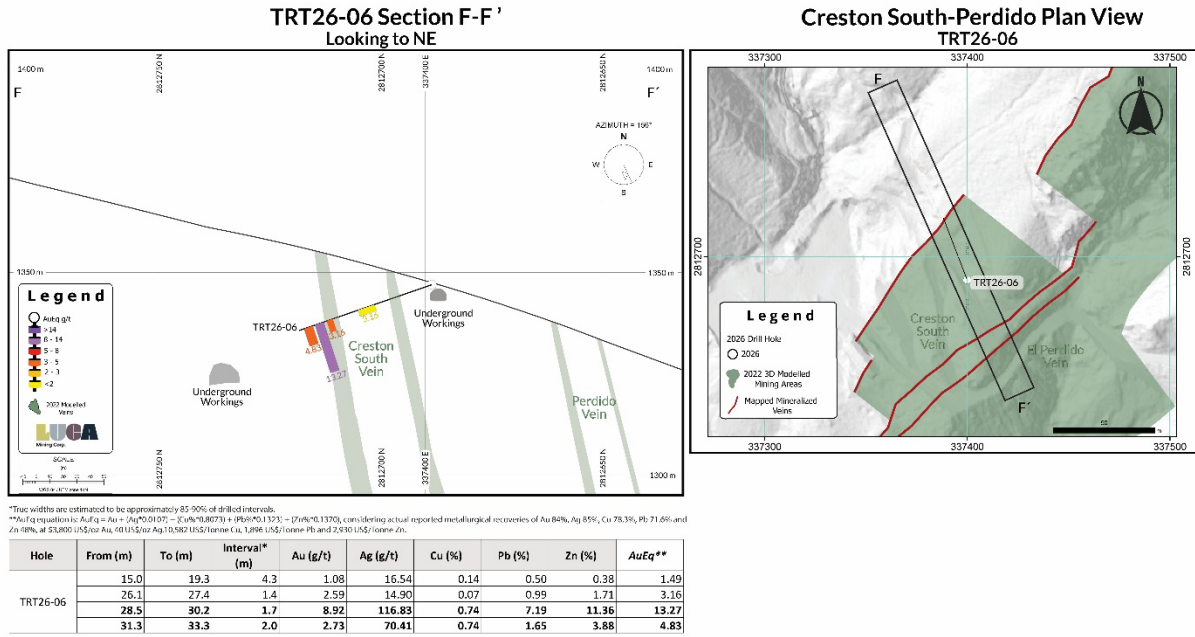 TRT26-06 Section F-F '
Looking to NE
1400 m
2812750 N
2812700 N
337400 E
2812650 N
1400 m
F
F´
AZIMUTH = 156°
N
W
E
S
1350 m
1350 m
Legend
AuEq g/t
>14
8 - 14
5 - 8
3 - 5
2 - 3
<2
2022 Modelled
Veins
LUCA
Mining Corp.
TRT26-06
4.83
13.27
3.16
Creston
South
Vein
Underground
Workings
Underground
Workings
Perdido
Vein
2812750 N
2812700 N
337400 E
2812650 N
1300 m
Creston South-Perdido Plan View
TRT26-06
337300
337400
337500
F
N
2812700
2812700
TRT26-06
Creston
South
Vein
El Perdido
Vein
Legend
2026 Drill Hole
2026
2022 3D Modelled
Mining Areas
Mapped Mineralized
Veins
F´
337300
337400
337500
*True widths are estimated to be approximately 85-90% of drilled intervals.
**AuEq equation is: AuEq = Au + (Ag*0.0107) + (Cu%*0.8073) + (Pb%*0.1323) + (Zn%*0.1370), considering actual reported metallurgical recoveries of Au 84%, Ag 85%, Cu 78.3%, Pb 71.6% and
Zn 48%, at $3,800 US$/oz Au, 40 US$/oz Ag,10,582 US$/Tonne Cu, 1,896 US$/Tonne Pb and 2,930 US$/Tonne Zn.
Hole From (m) To (m) Interval* (m) Au (g/t) Ag (g/t) Cu (%) Pb (%) Zn (%) AuEq**
15.0 19.3 4.3 1.08 16.54 0.14 0.50 0.38 1.49
TRT26-06 26.1 27.4 1.4 2.59 14.90 0.07 0.99 1.71 3.16
28.5 30.2 1.7 8.92 116.83 0.74 7.19 11.36 13.27
31.3 33.3 2.0 2.73 70.41 0.74 1.65 3.88 4.83